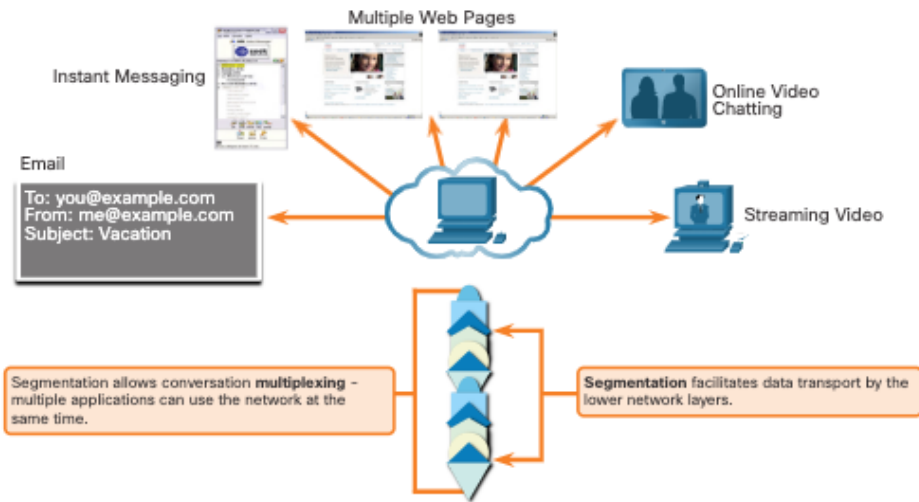 Multiple Web Pages
Instant Messaging
Online Video
Chatting
Email
To: you@example.com
From: me@example.com
Subject: Vacation
Streaming Video
Segmentation allows conversation multiplexing -
multiple applications can use the network at the
same time.
Segmentation facilitates data transport by the
lower network layers.